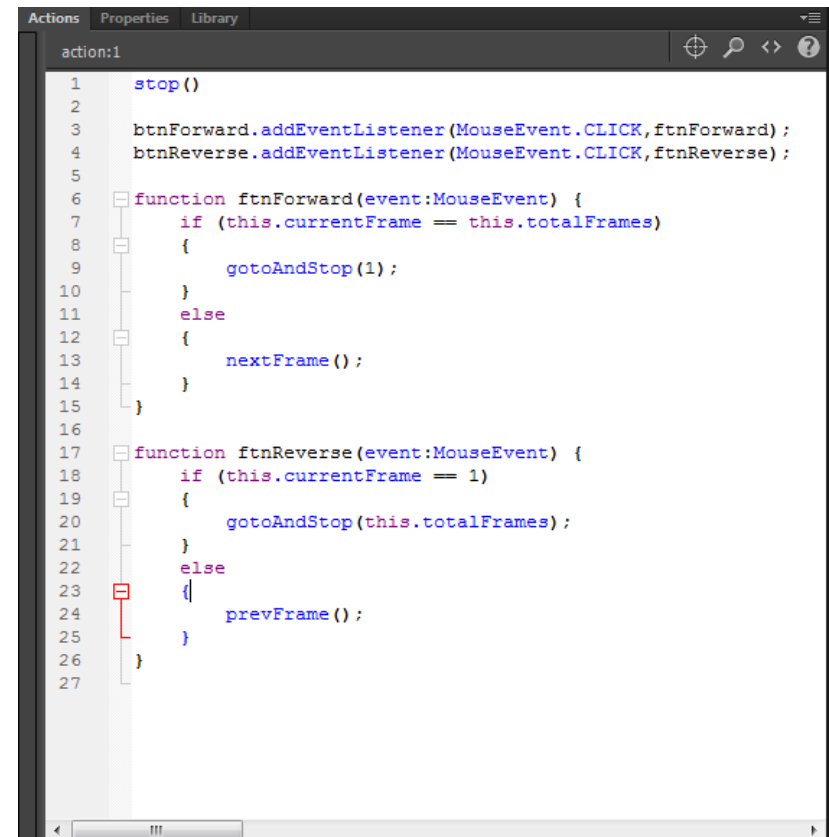 Actions Properties Library
action:1
1 stop()
2
3 btnForward.addEventListener(MouseEvent.CLICK,ftnForward);
4 btnReverse.addEventListener(MouseEvent.CLICK,ftnReverse);
5
6 function ftnForward(event:MouseEvent) {
7 if (this.currentFrame == this.totalFrames)
8 {
9 gotoAndStop(1);
10 }
11 else
12 {
13 nextFrame();
14 }
15 }
16
17 function ftnReverse(event:MouseEvent) {
18 if (this.currentFrame == 1)
19 {
20 gotoAndStop(this.totalFrames);
21 }
22 else
23 {
24 prevFrame();
25 }
26 }
27